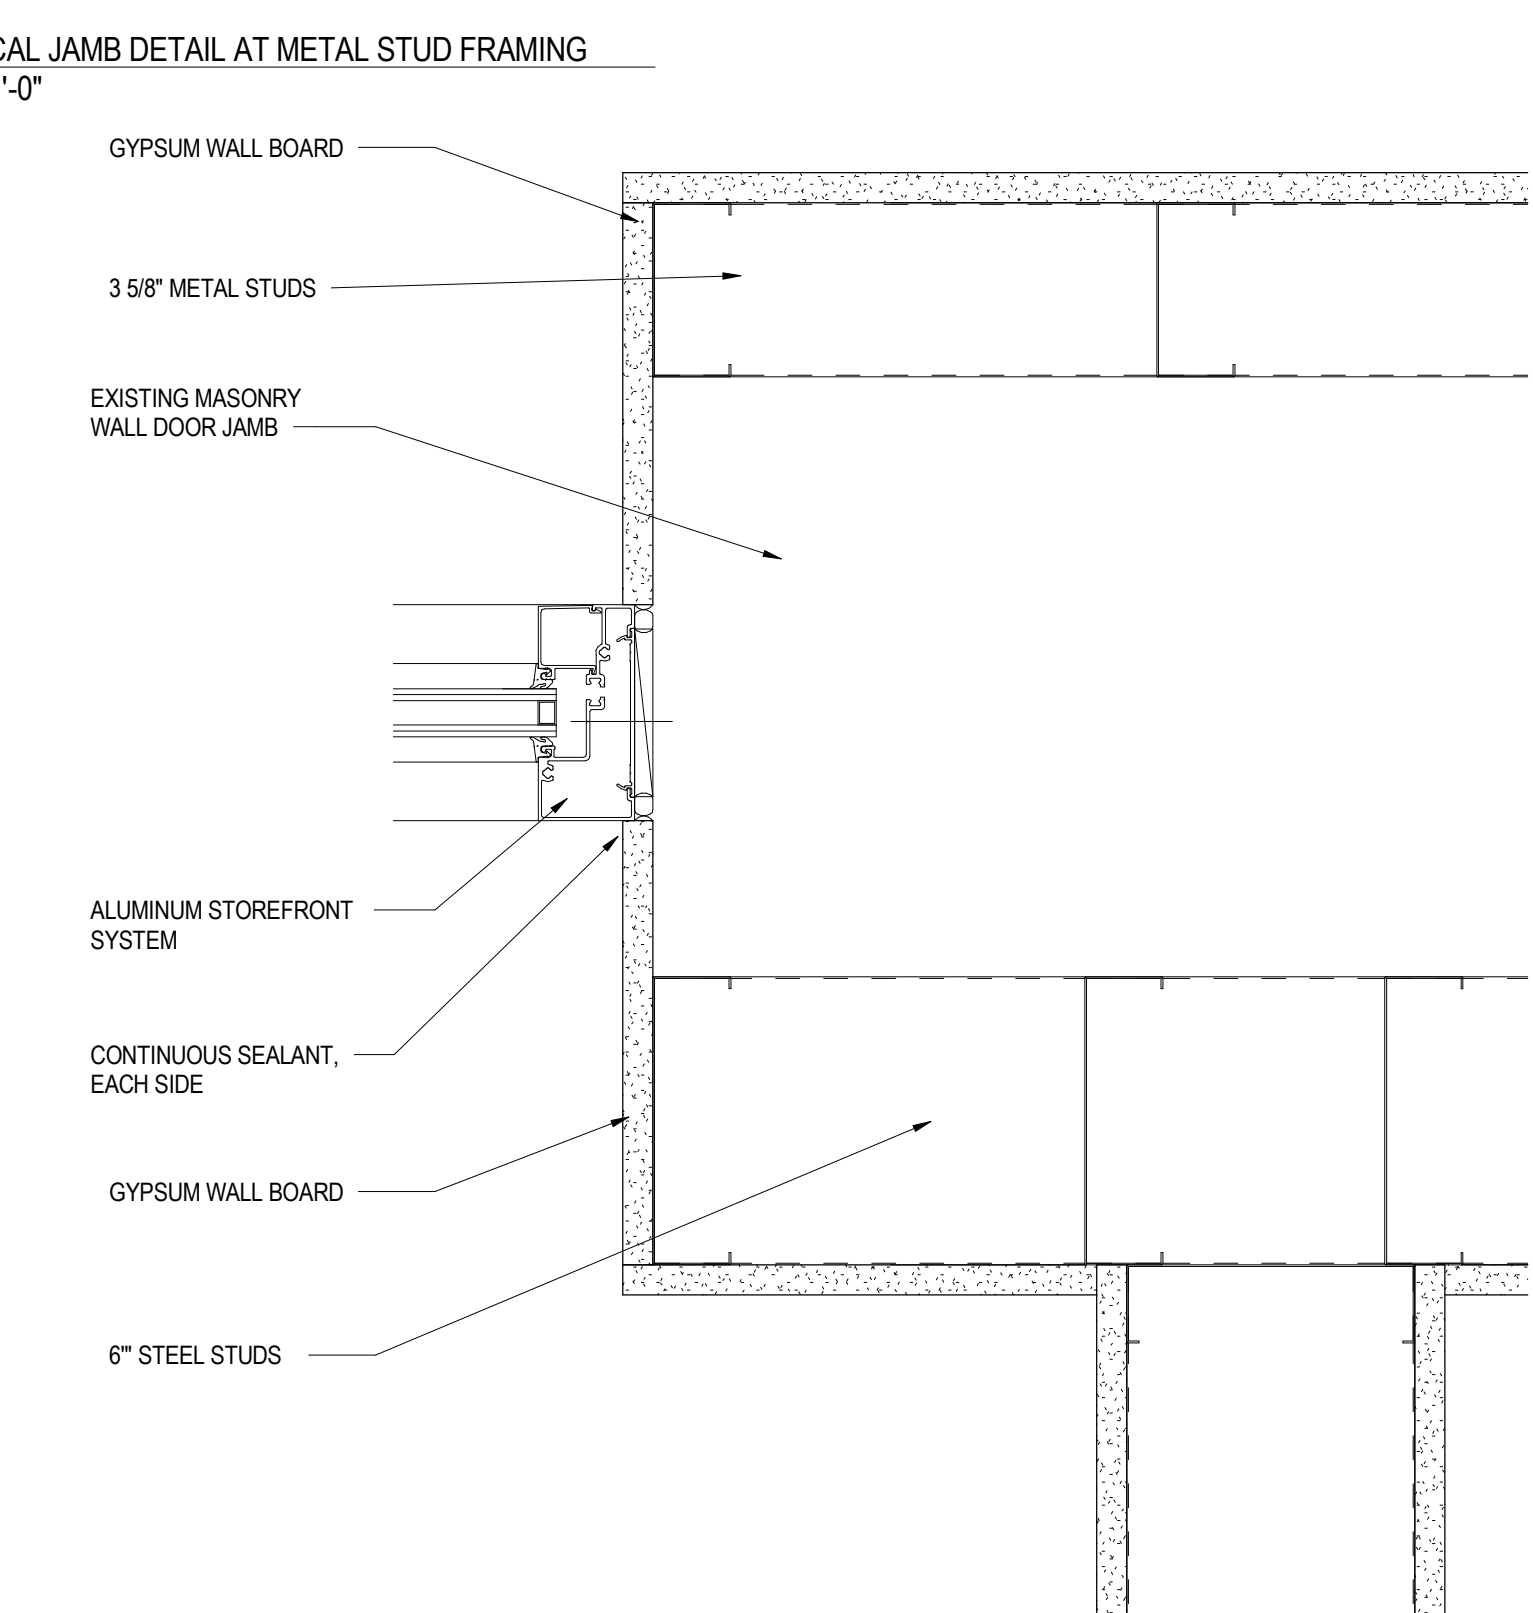 CAL JAMB DETAIL AT METAL STUD FRAMING
'-0"
GYPSUM WALL BOARD
3 5/8" METAL STUDS
EXISTING MASONRY
WALL DOOR JAMB
ALUMINUM STOREFRONT
SYSTEM
CONTINUOUS SEALANT,
EACH SIDE
GYPSUM WALL BOARD
6'" STEEL STUDS